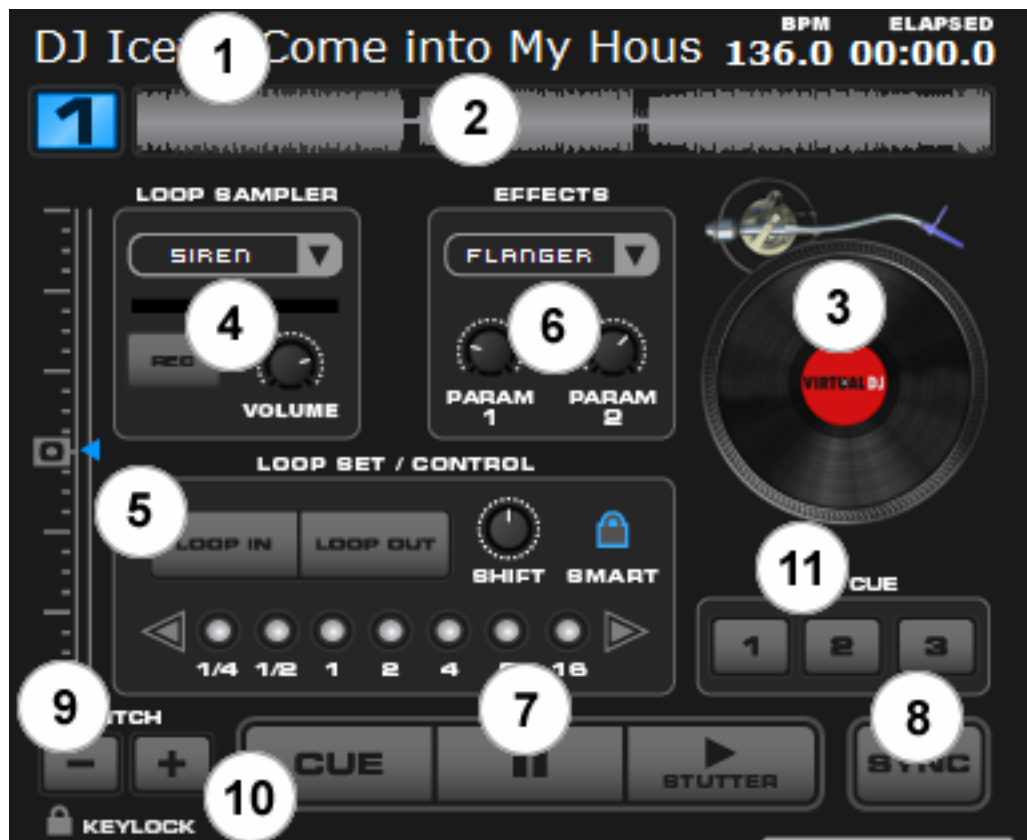 DJ Ice Come into My Hous
BPM ELAPSED
136.0 00:00.0
1
1
2
LOOP SAMPLER EFFECTS
SIREN FLANGER
3
4 6
REC
VOLUME PARAM 1 PARAM 2
VIRTUAL DJ
LOOP SET / CONTROL
5
LOOP IN LOOP OUT
SHIFT SMART
11 CUE
1 2 3
1/4 1/2 1 2 4 16
9 7 8
ITCH
- + CUE STUTTER SYNC
10
KEYLOCK